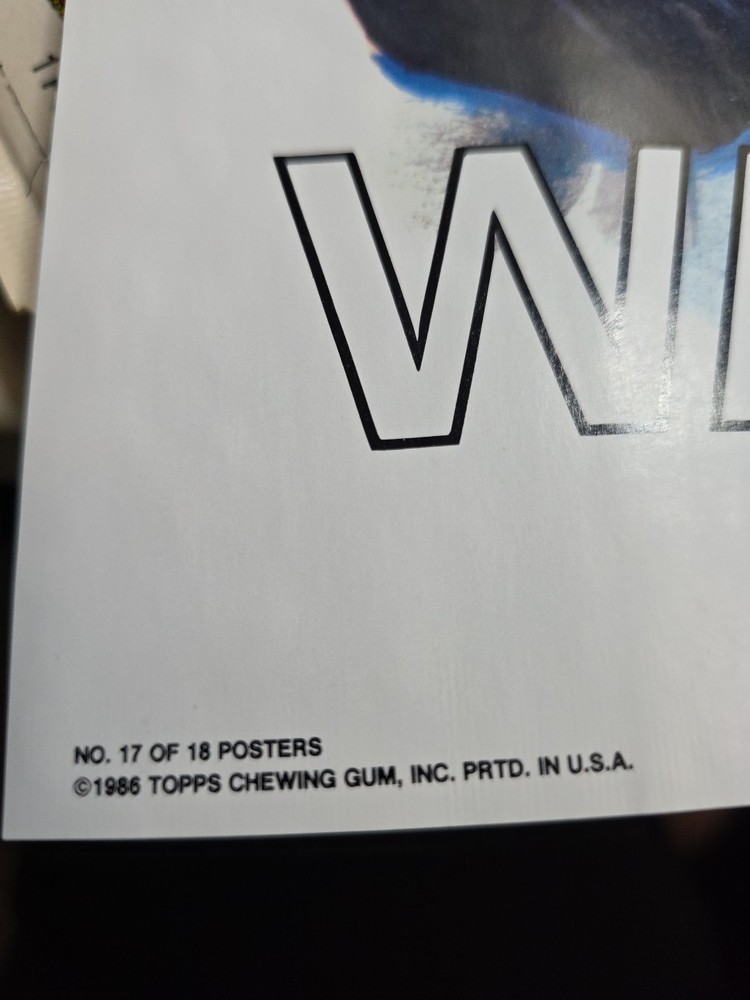 W
NO. 17 OF 18 POSTERS
©1986 TOPPS CHEWING GUM, INC. PRTD. IN U.S.A.